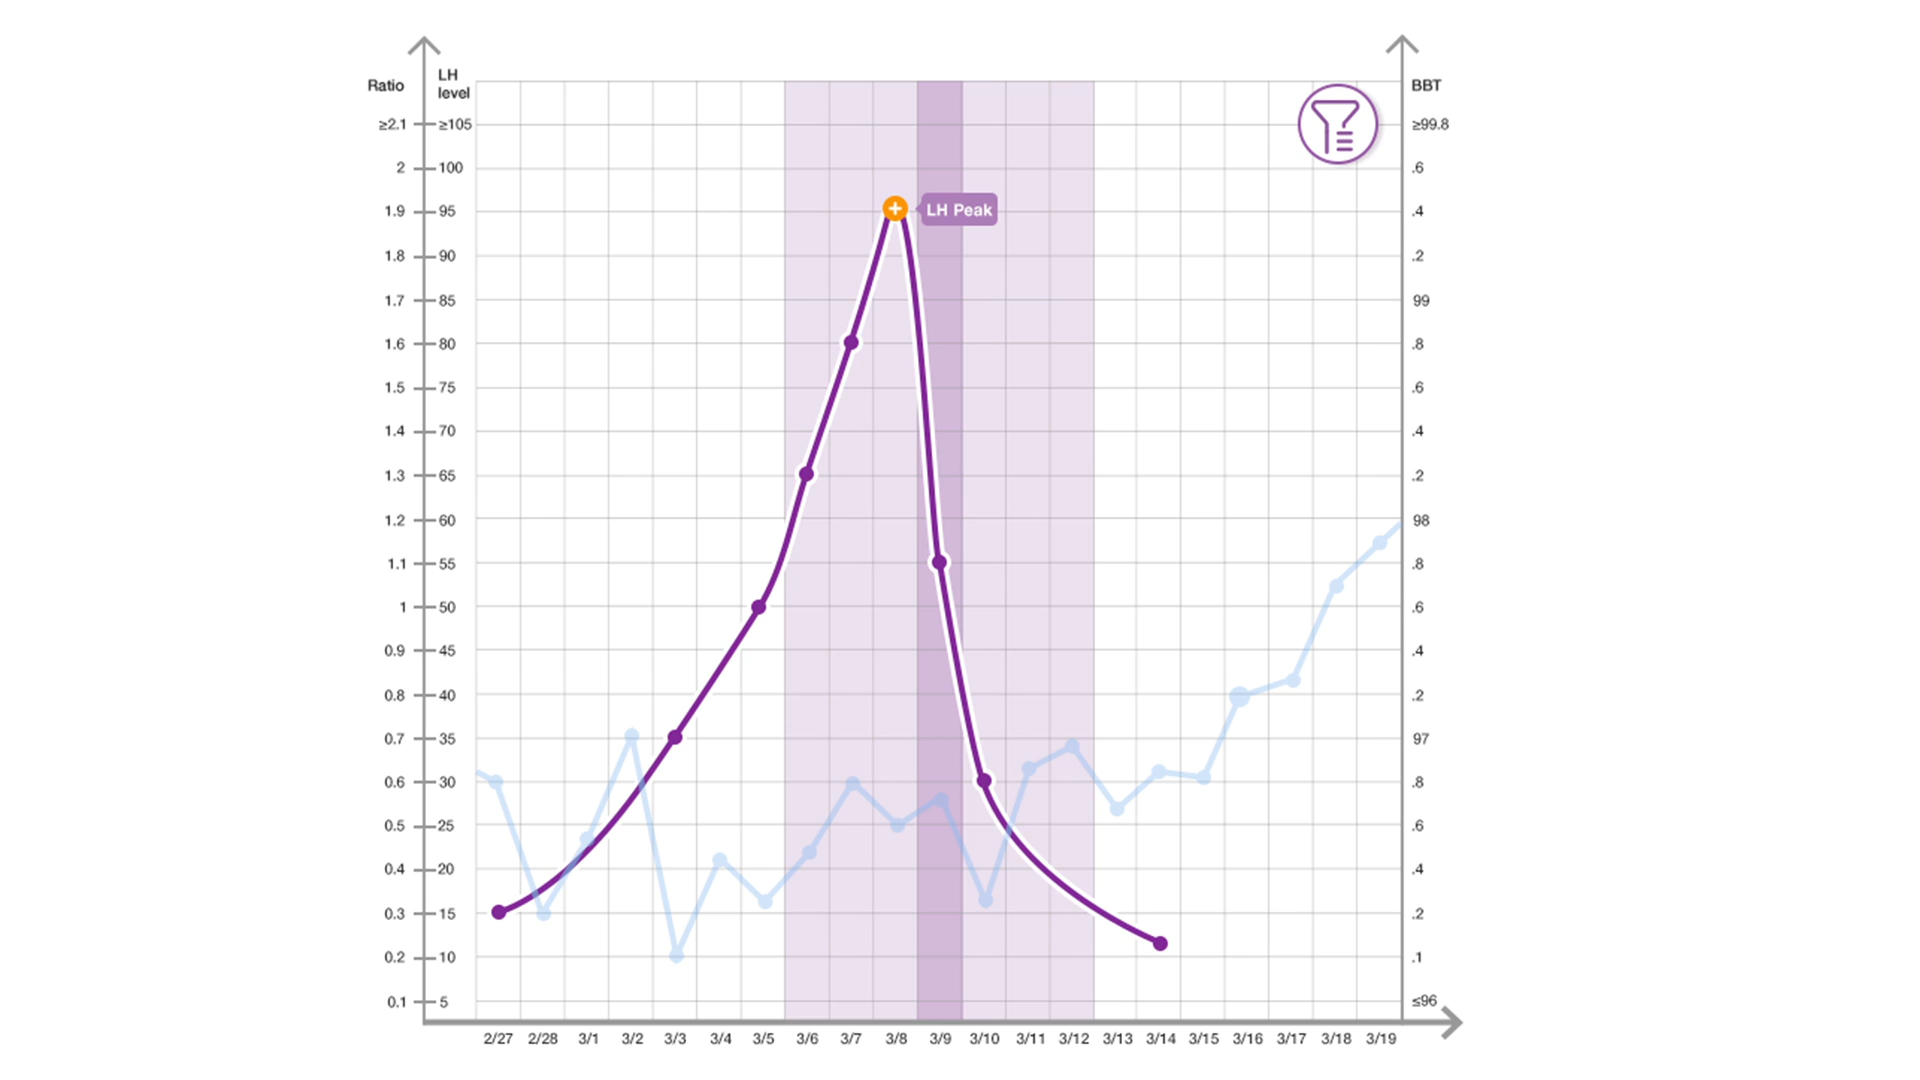 Ratio
LH
level
BBT
≥2.1 ≥105 ≥99.8
2 100 .6
1.9 95 LH Peak .4
1.8 90 .2
1.7 85 99
1.6 80 .8
1.5 75 .6
1.4 70 .4
1.3 65 .2
1.2 60 98
1.1 55 .8
1 50 .6
0.9 45 .4
0.8 40 .2
0.7 35 97
0.6 30 .8
0.5 25 .6
0.4 20 .4
0.3 15 .2
0.2 10 .1
0.1 5 ≤96
2/27 2/28 3/1 3/2 3/3 3/4 3/5 3/6 3/7 3/8 3/9 3/10 3/11 3/12 3/13 3/14 3/15 3/16 3/17 3/18 3/19